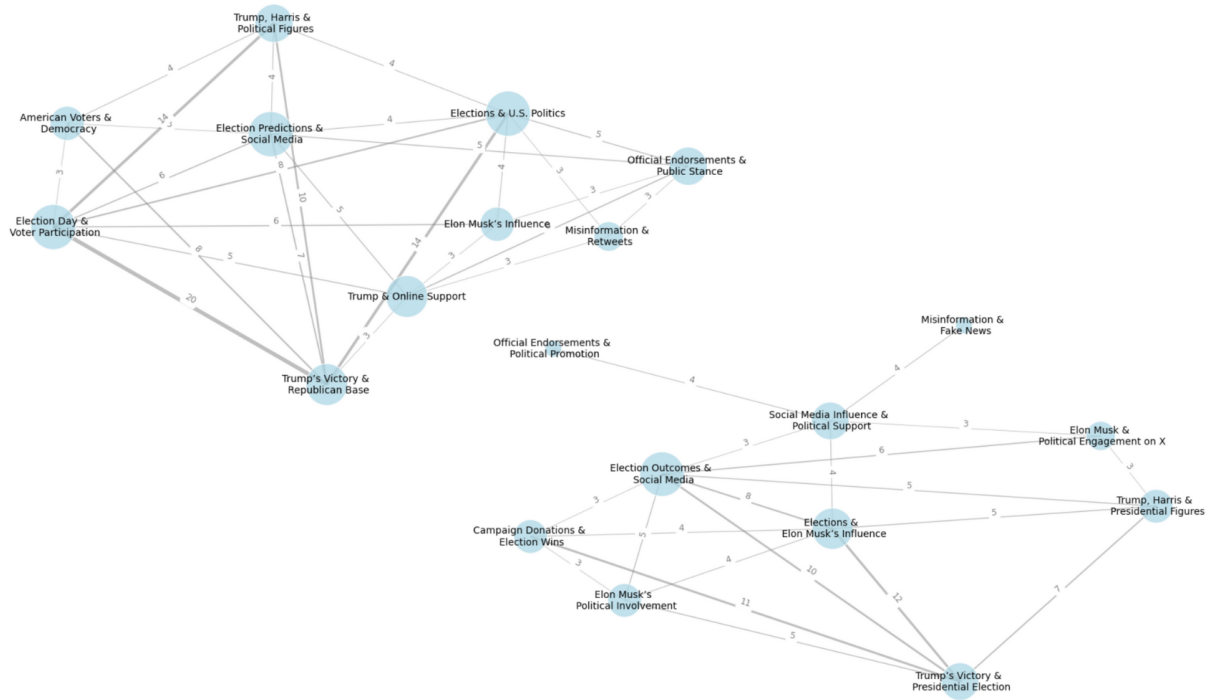 Trump, Harris &
Political Figures
4
4
4
American Voters &
Democracy
14
3
Election Predictions &
Social Media
4
Elections & U.S. Politics
5
5
Official Endorsements &
Public Stance
3
6
8
4
3
3
3
10
5
Election Day &
Voter Participation
6
Elon Musk's Influence
Misinformation &
Retweets
5
8
7
14
3
3
20
Trump & Online Support
3
Trump's Victory &
Republican Base
Misinformation &
Fake News
Official Endorsements &
Political Promotion
4
4
Social Media Influence &
Political Support
3
Elon Musk &
Political Engagement on X
3
6
3
Election Outcomes &
Social Media
4
5
8
3
Trump, Harris &
Presidential Figures
5
Campaign Donations &
Election Wins
4
Elections &
Elon Musk's Influence
5
3
4
10
12
7
Elon Musk's
Political Involvement
11
5
Trump's Victory &
Presidential Election